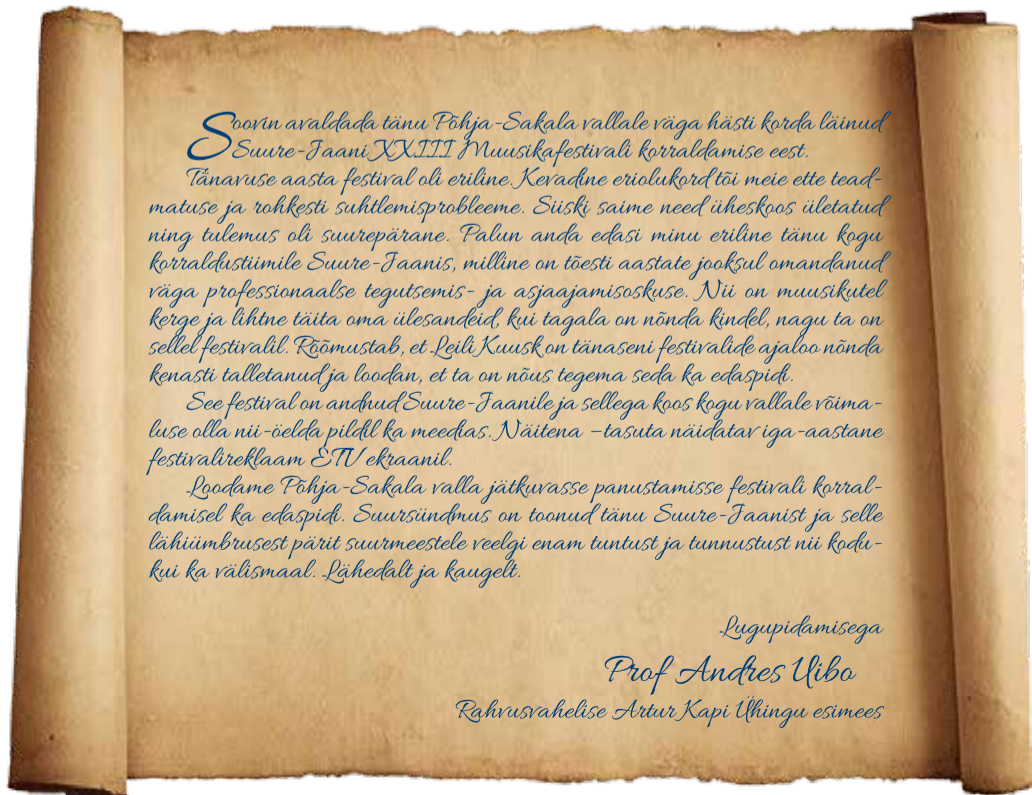 Soovin avaldada tänu Põhja-Sakala vallale väga hästi korda läinud
Suure-Jaani XXIII Muusikafestivali korraldamise eest.
Tänavuse aasta festival oli eriline. Kevadine eriolukord tõi meie ette tead-
matuse ja rohkesti suhtlemisprobleeme. Siiski saime need üheskoos ületatud
ning tulemus oli suurepärane. Palun anda edasi minu eriline tänu kogu
korraldustiimile Suure-Jaanis, milline on tõesti aastate jooksul omandanud
väga professionaalse tegutsemis- ja asjaajamisoskuse. Nii on muusikutel
kerge ja lihtne täita oma ülesandeid, kui tagala on nõnda kindel, nagu ta on
sellel festivalil. Rõõmustab, et Leili Kuusk on tänaseni festivalide ajaloo nõnda
kenasti talletanud ja loodan, et ta on nõus tegema seda ka edaspidi.
See festival on andnud Suure-Jaanile ja sellega koos kogu vallale võima-
luse olla nii-öelda pildil ka meedias. Näitena –tasuta näidatav iga-aastane
festivalireklaam ETV ekraanil.
Loodame Põhja-Sakala valla jätkuvasse panustamisse festivali korral-
damisel ka edaspidi. Suursündmus on toonud tänu Suure-Jaanist ja selle
lähiümbrusest pärit suurmeestele veelgi enam tuntust ja tunnustust nii kodu-
kui ka välismaal. Lähedalt ja kaugelt.
Lugupidamisega
Prof Andres Uibo
Rahvusvahelise Artur Kapi Ühingu esimees